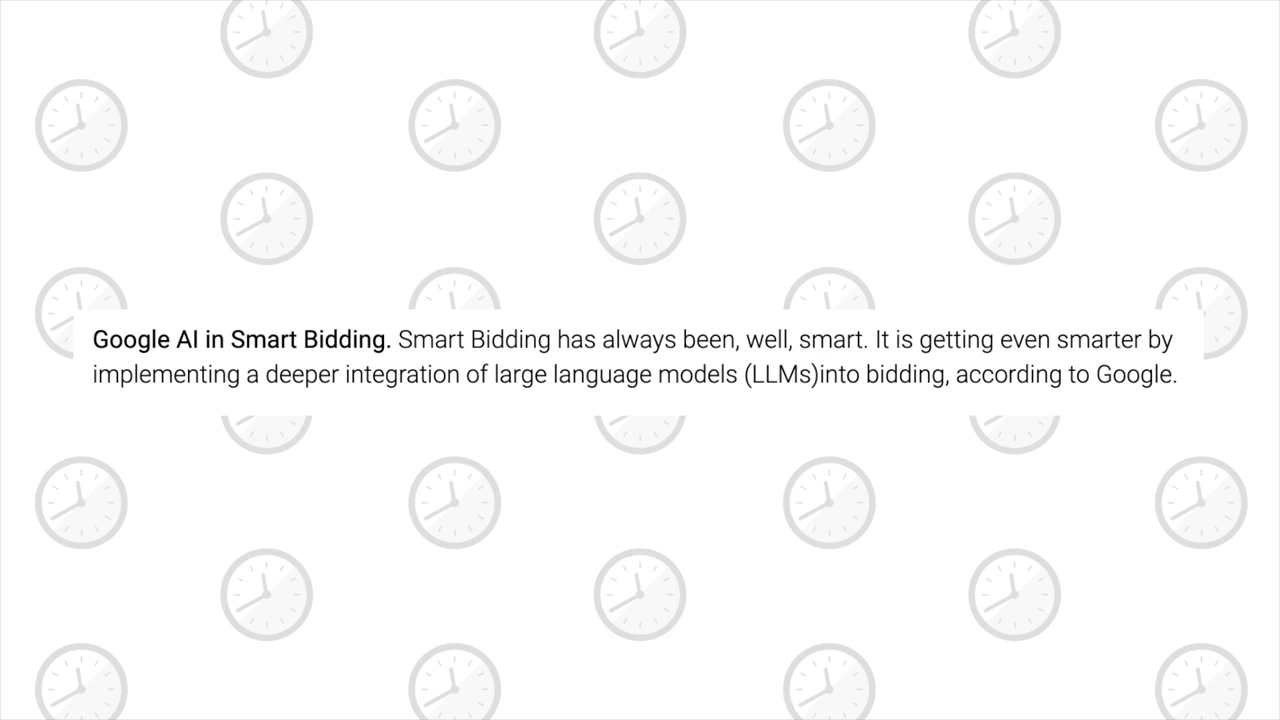 Google AI in Smart Bidding. Smart Bidding has always been, well, smart. It is getting even smarter by
implementing a deeper integration of large language models (LLMs)into bidding, according to Google.